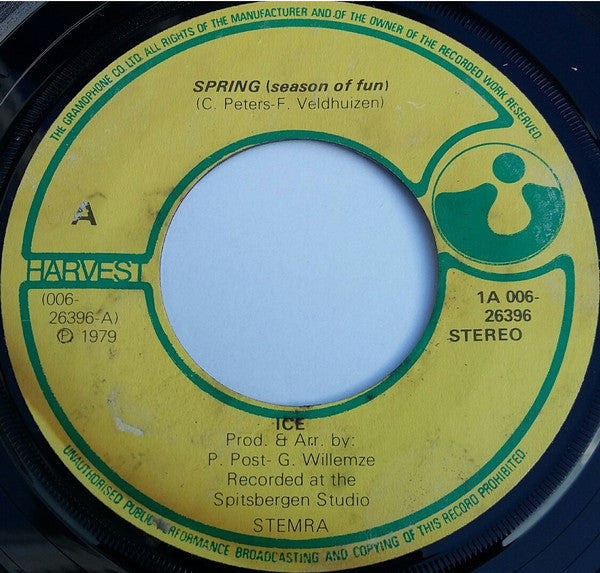 THE GRAMOPHONE CO. LTD. ALL RIGHTS OF THE MANUFACTURER AND OF THE OWNER OF THE RECORDED WORK RESERVED.
SPRING (season of fun)
(C. Peters-F. Veldhuizen)
A
HARVEST
(006-
26396-A)
Ⓟ 1979
1A 006-
26396
STEREO
ICE
Prod. & Arr. by:
P. Post- G. Willemze
Recorded at the
Spitsbergen Studio
STEMRA
UNAUTHORISED PUBLIC PERFORMANCE BROADCASTING AND COPYING OF THIS RECORD PROHIBITED.